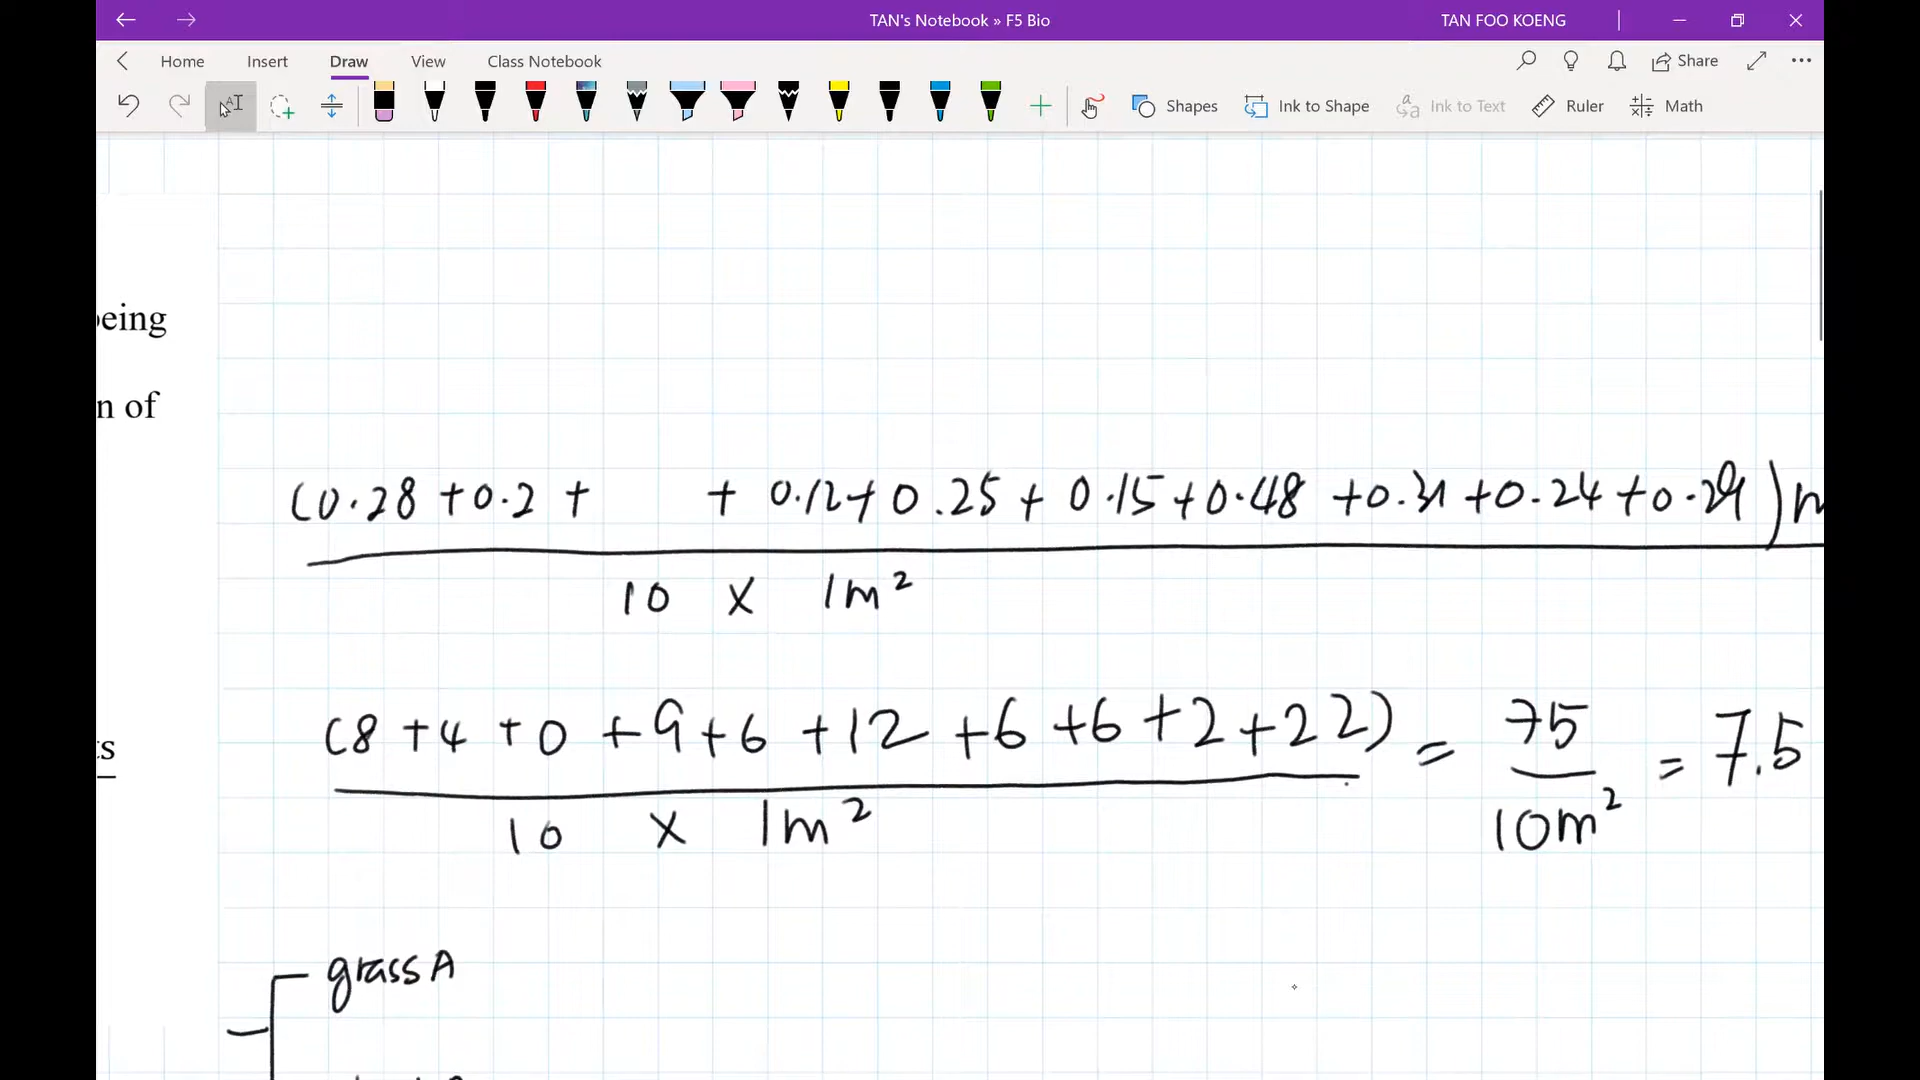 TAN's Notebook » F5 Bio
TAN FOO KOENG
Home Insert Draw View Class Notebook
Share
Shapes Ink to Shape Ink to Text Ruler Math
eing
n of
(0.28 + 0.2 + + 0.12 + 0.25 + 0.15 + 0.48 + 0.31 + 0.24 + 0.29) m
10 x 1m²
(8 + 4 + 0 + 9 + 6 + 12 + 6 + 6 + 2 + 22) = 75 = 7.5
10 x 1m² 10m²
ts
grass A